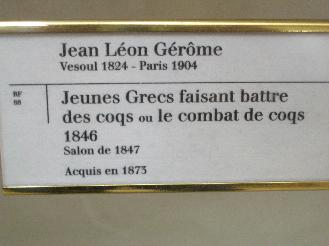 Jean Léon Gérôme
Vesoul 1824 - Paris 1904
RF
88
Jeunes Grecs faisant battre
des coqs ou le combat de coqs
1846
Salon de 1847
Acquis en 1873